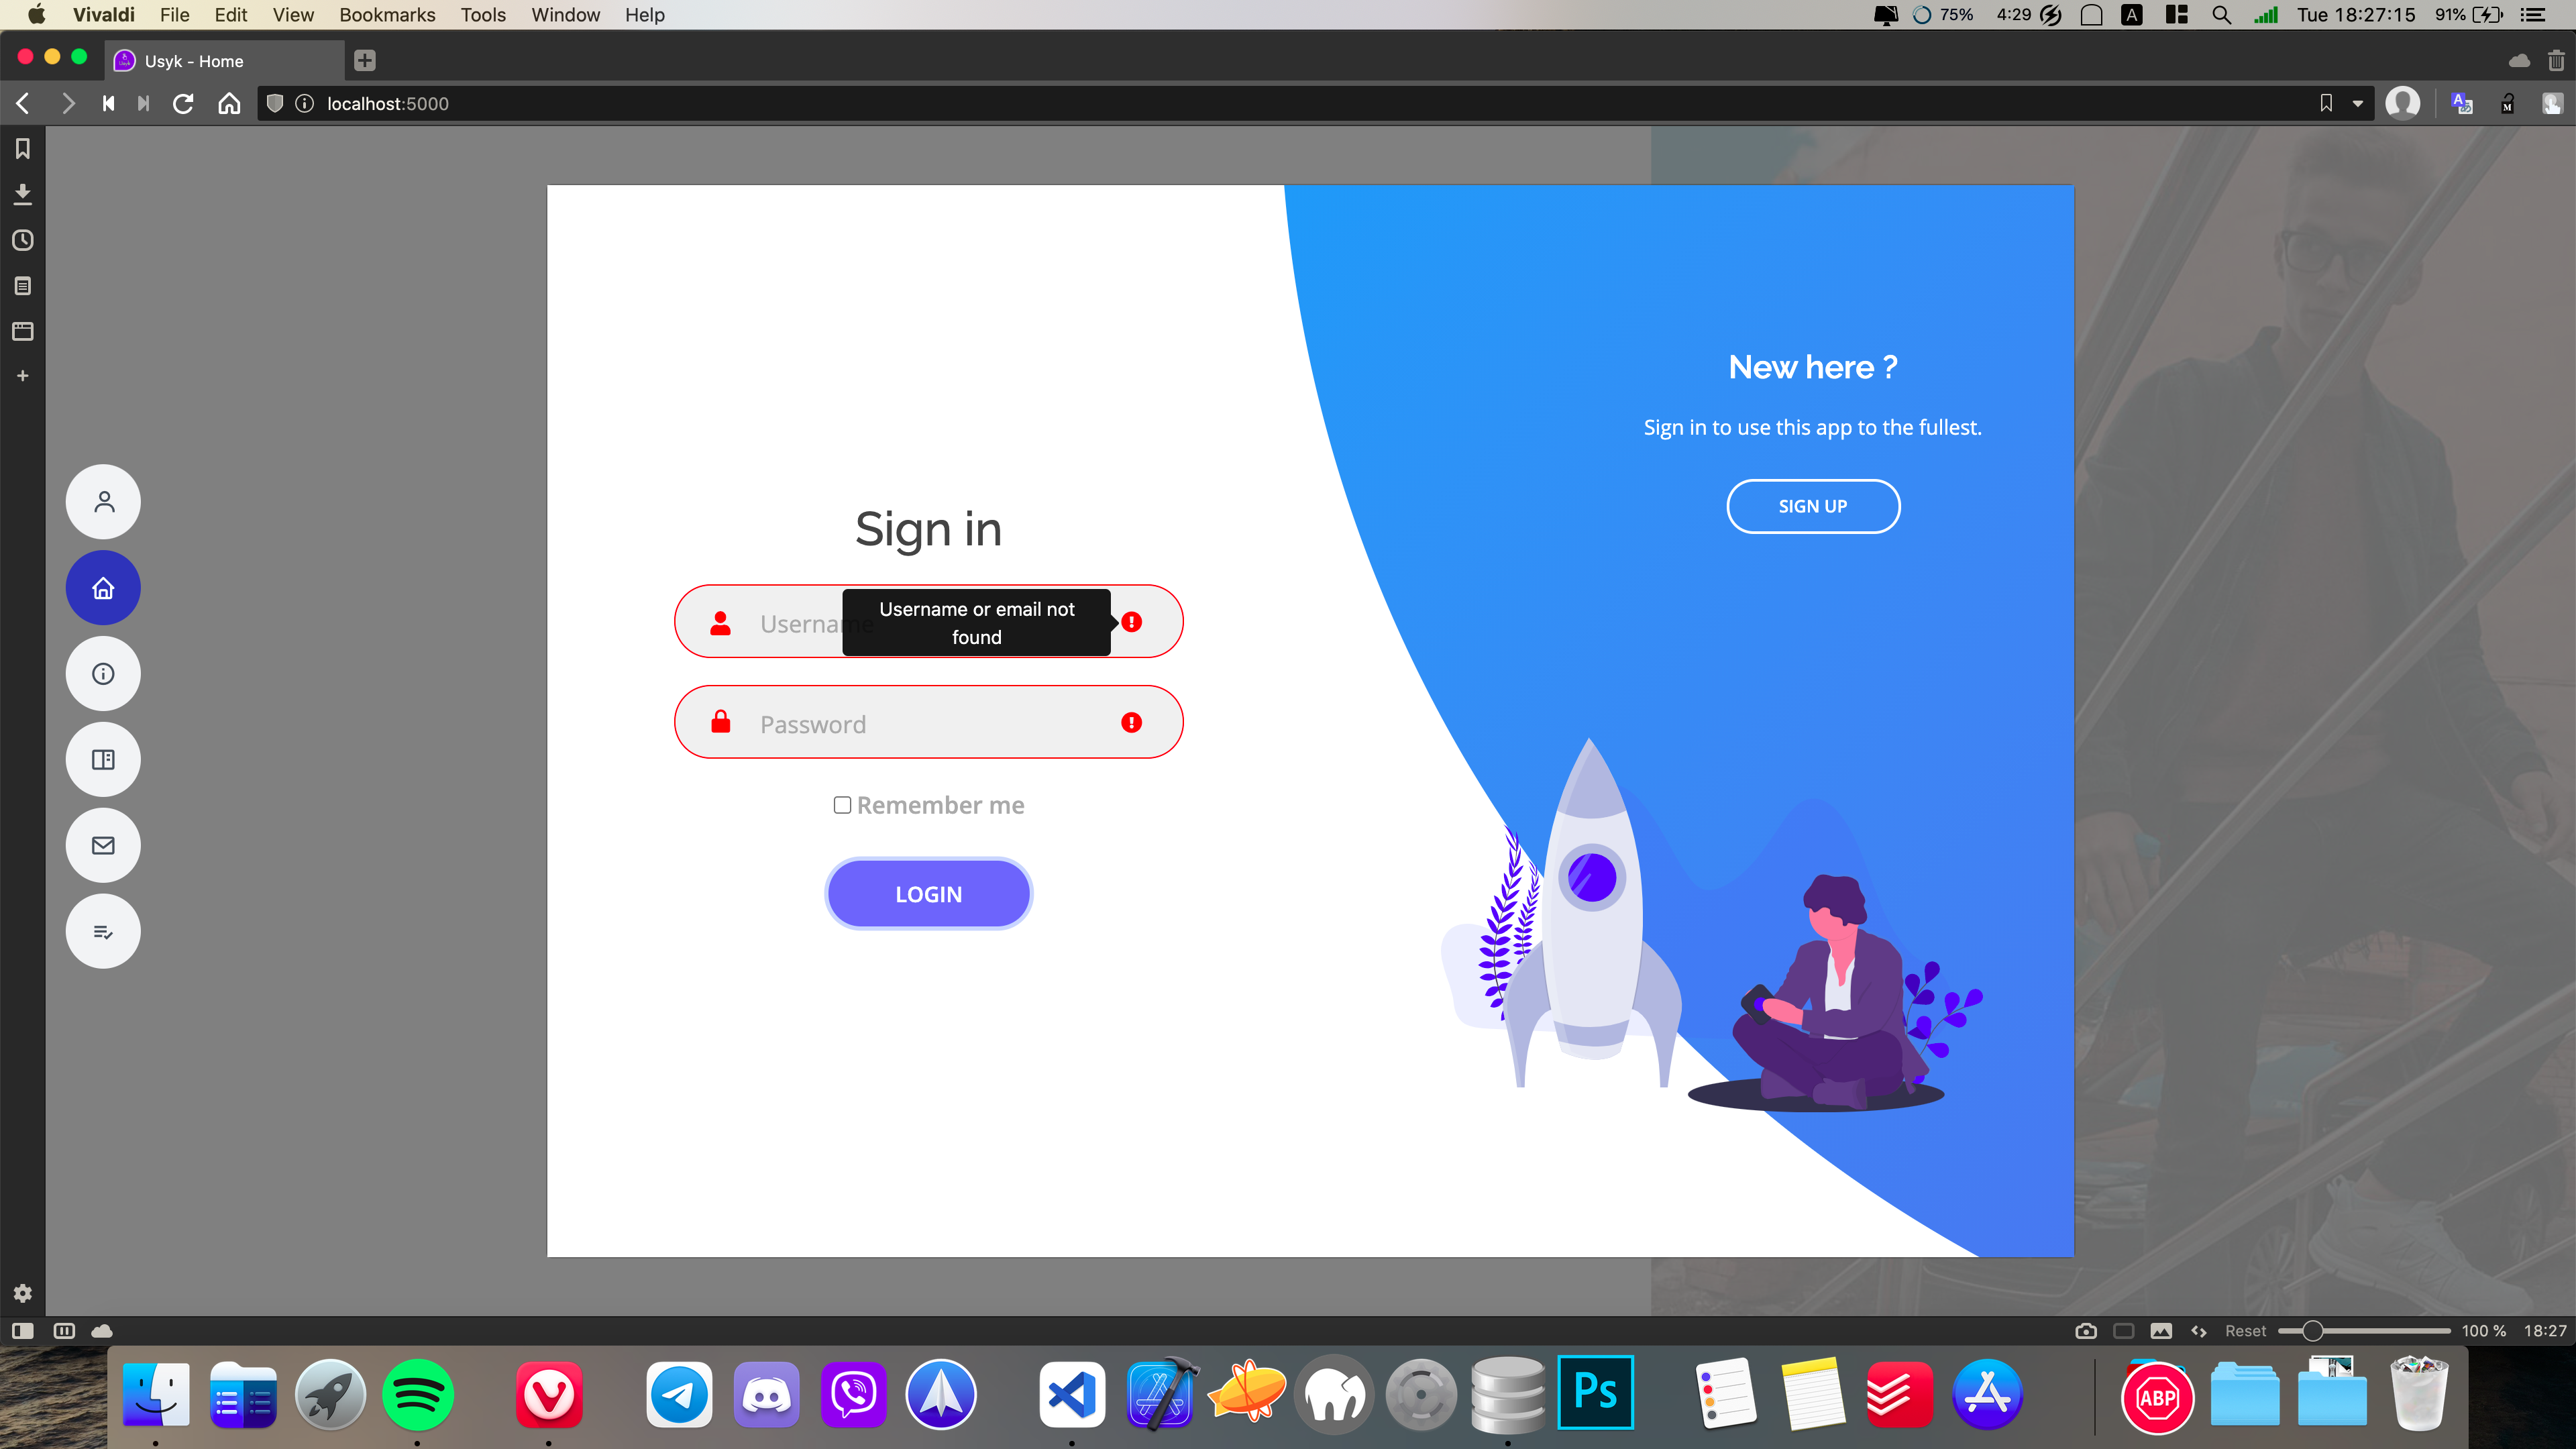 Vivaldi File Edit View Bookmarks Tools Window Help 75% 4:29 A Tue 18:27:15 91%
Usyk - Home
localhost:5000
New here ?
Sign in to use this app to the fullest.
SIGN UP
Sign in
Username
Username or email not
found
Password
Remember me
LOGIN
Reset 100 % 18:27
Ps
ABP